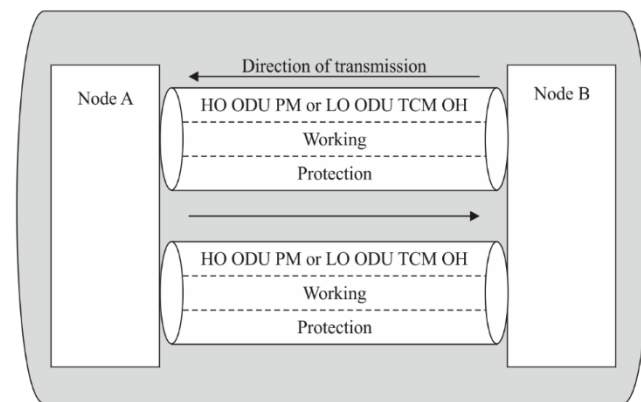 Direction of transmission
Node A
Node B
HO ODU PM or LO ODU TCM OH
Working
Protection
HO ODU PM or LO ODU TCM OH
Working
Protection